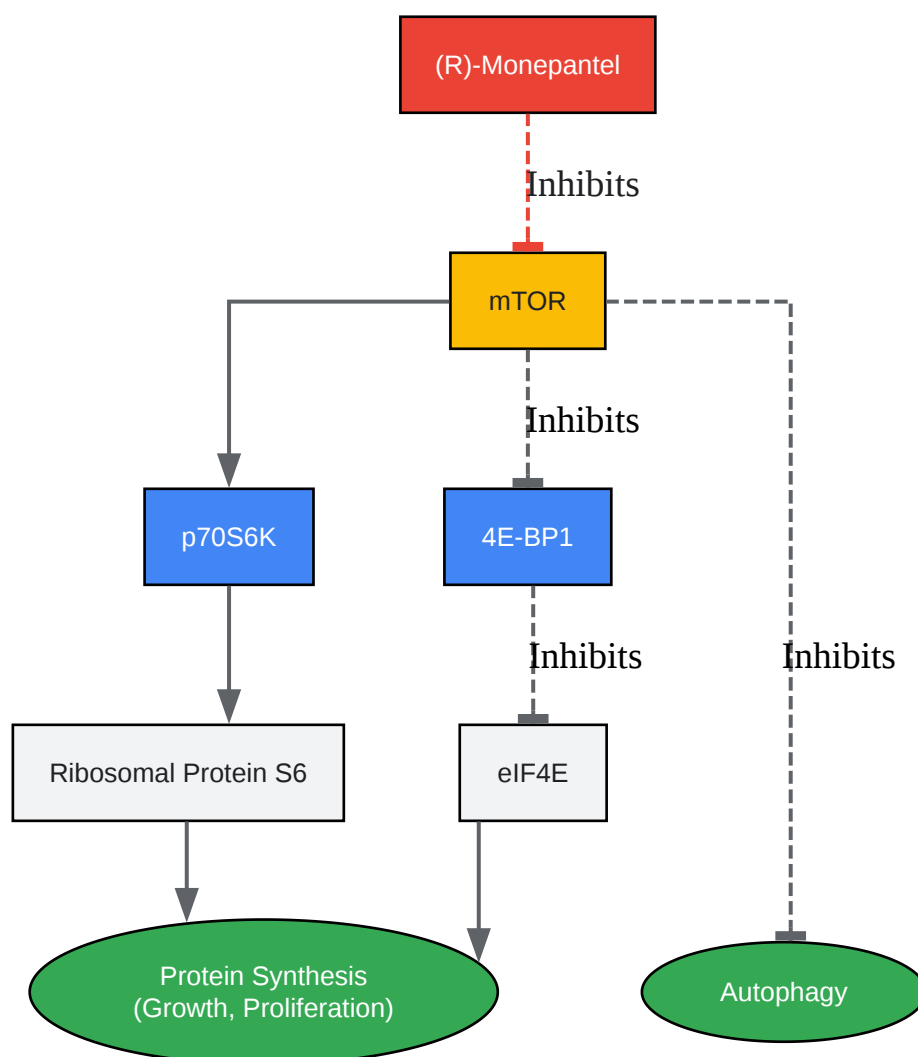 (R)-Monepantel
Inhibits
mTOR
Inhibits
p70S6K
4E-BP1
Inhibits
Inhibits
Ribosomal Protein S6
eIF4E
Protein Synthesis
(Growth, Proliferation)
Autophagy